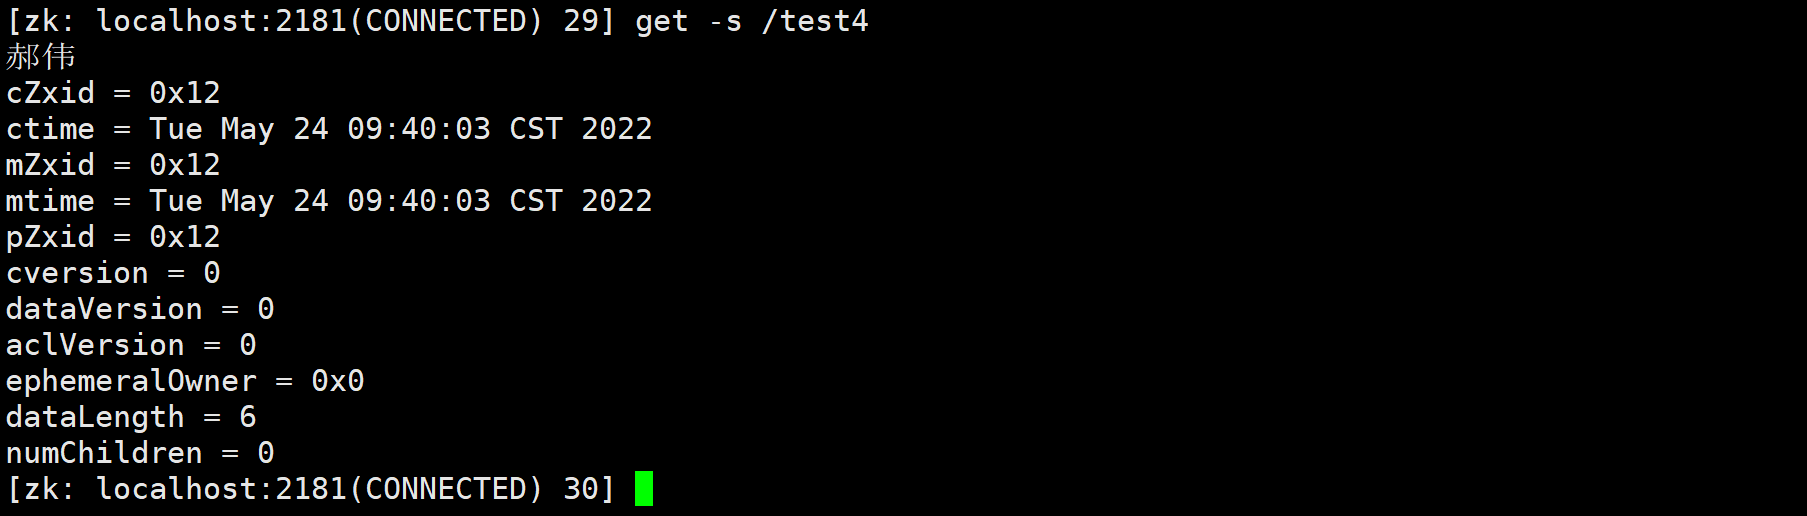 [zk: localhost:2181(CONNECTED) 29] get -s /test4
郝伟
cZxid = 0x12
ctime = Tue May 24 09:40:03 CST 2022
mZxid = 0x12
mtime = Tue May 24 09:40:03 CST 2022
pZxid = 0x12
cversion = 0
dataVersion = 0
aclVersion = 0
ephemeralOwner = 0x0
dataLength = 6
numChildren = 0
[zk: localhost:2181(CONNECTED) 30]